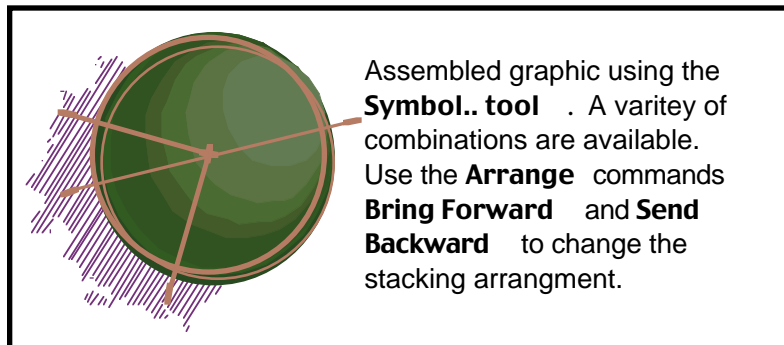 Assembled graphic using the
Symbol.. tool . A varitey of
combinations are available.
Use the Arrange commands
Bring Forward and Send
Backward to change the
stacking arrangment.